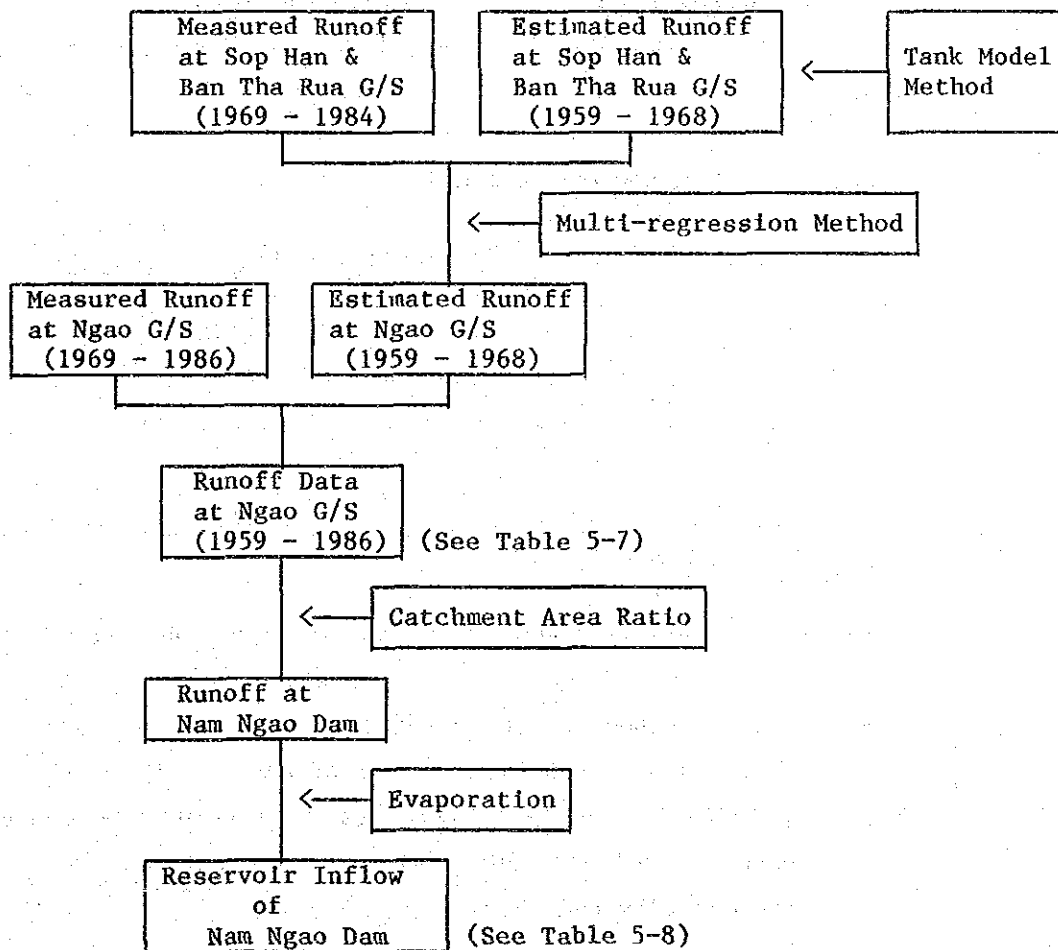 Measured Runoff
at Sop Han &
Ban Tha Rua G/S
(1969 - 1984)
Estimated Runoff
at Sop Han &
Ban Tha Rua G/S
(1959 - 1968)
Tank Model
Method
Multi-regression Method
Measured Runoff
at Ngao G/S
(1969 - 1986)
Estimated Runoff
at Ngao G/S
(1959 - 1968)
Runoff Data
at Ngao G/S
(1959 - 1986)
(See Table 5-7)
Catchment Area Ratio
Runoff at
Nam Ngao Dam
Evaporation
Reservoir Inflow
of
Nam Ngao Dam
(See Table 5-8)